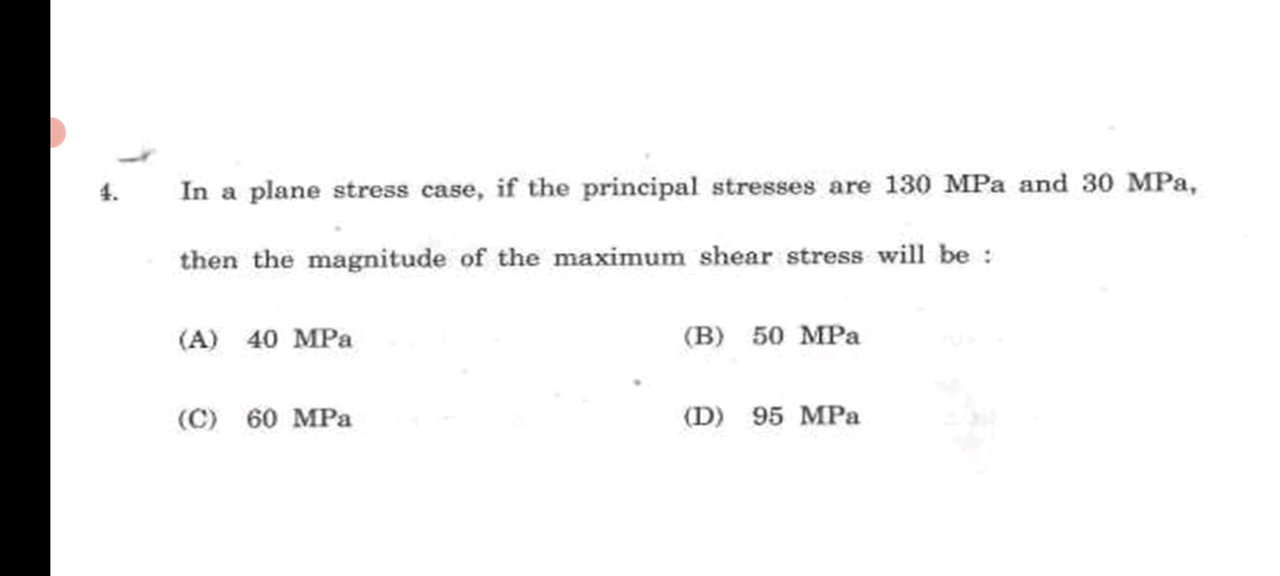 4. In a plane stress case, if the principal stresses are 130 MPa and 30 MPa,
then the magnitude of the maximum shear stress will be :
(A) 40 MPa (B) 50 MPa
(C) 60 MPa (D) 95 MPa